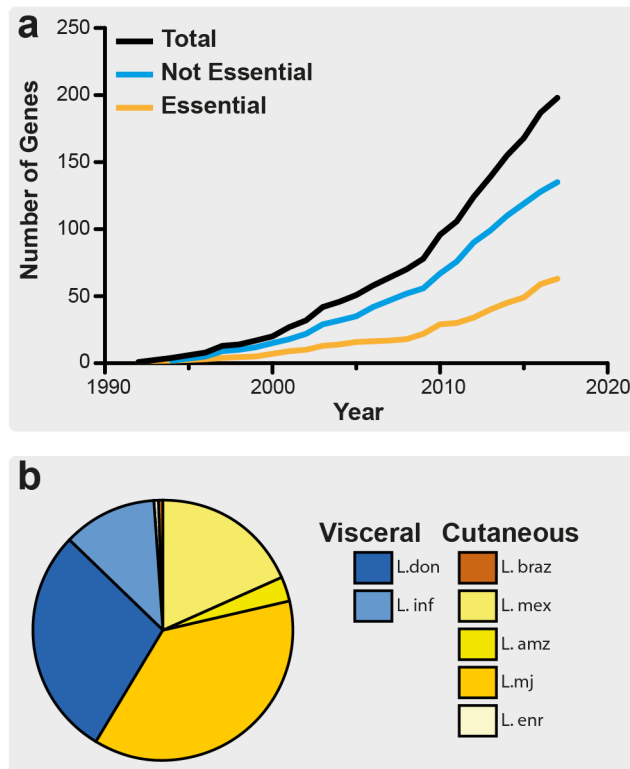 a
250
200
150
100
50
0
Number of Genes
Total
Not Essential
Essential
1990
2000
2010
2020
Year
b
Visceral
Cutaneous
L.don
L. inf
L. braz
L. mex
L. amz
L.mj
L. enr